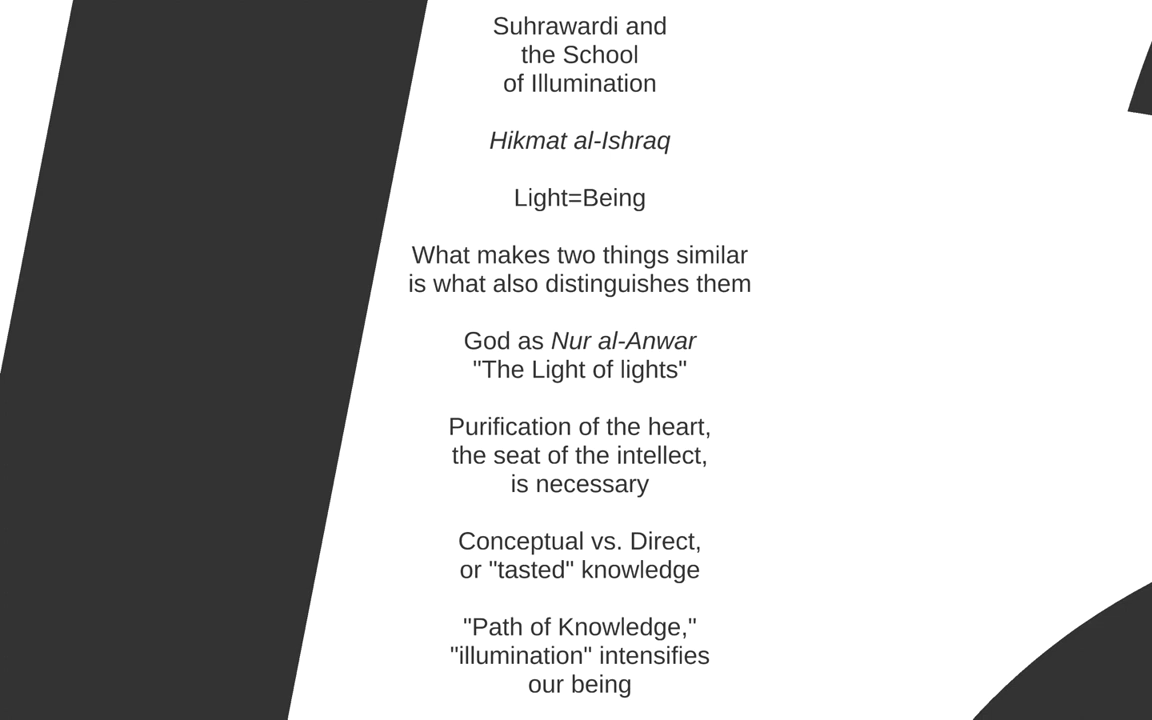 Suhrawardi and
the School
of Illumination
Hikmat al-Ishraq
Light=Being
What makes two things similar
is what also distinguishes them
God as Nur al-Anwar
"The Light of lights"
Purification of the heart,
the seat of the intellect,
is necessary
Conceptual vs. Direct,
or "tasted" knowledge
"Path of Knowledge,"
"illumination" intensifies
our being